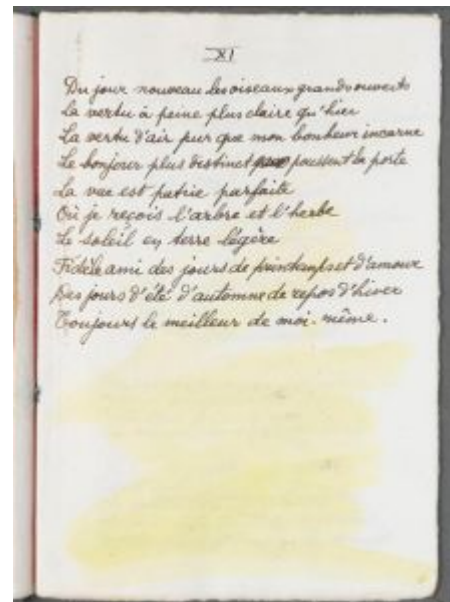 XI
Du jour nouveau les oiseaux grands ouverts
La vertu à peine plus claire qu'hier
La vertu d'air pur que mon bonheur incarne
Le bonjour plus distinct poussent la porte
La vue est patrie parfaite
Où je reçois l'arbre et l'herbe
Le soleil en terre légère
Fidèle ami des jours de printemps et d'amour
Des jours d'été d'automne de repos d'hiver
Toujours le meilleur de moi-même.